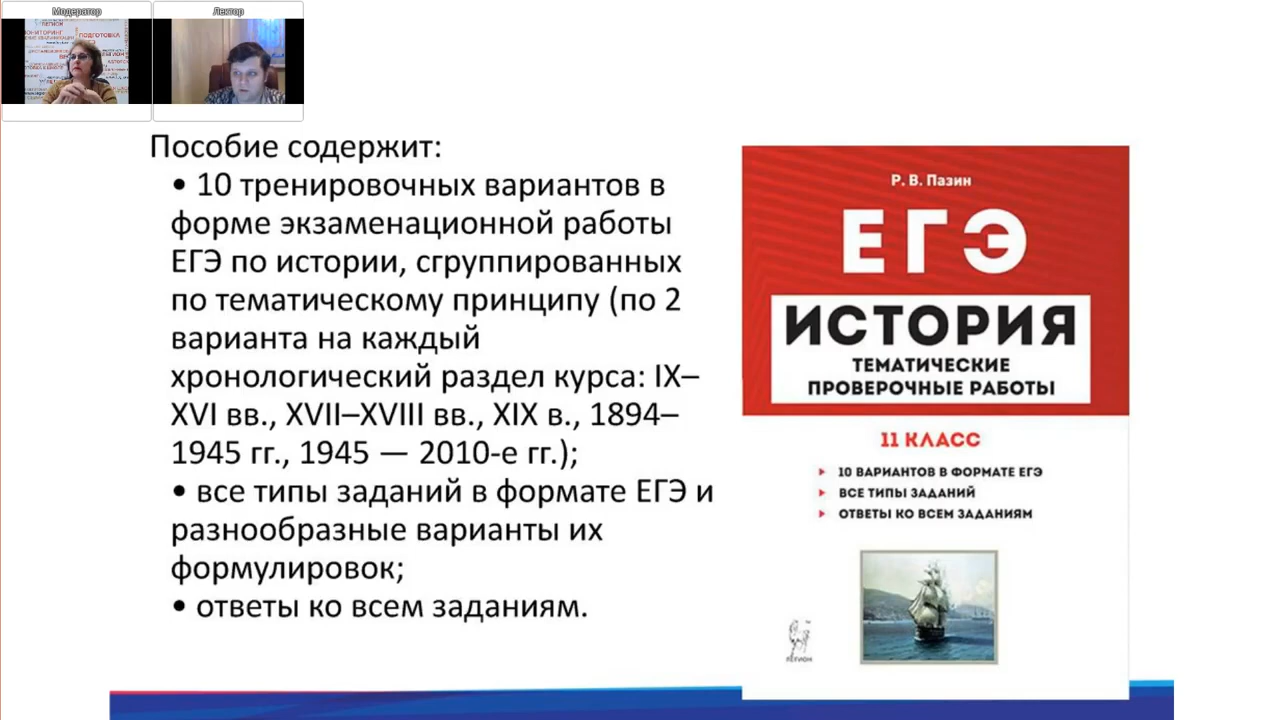 Модератор
Лектор
ПОДГОТОВКА
Пособие содержит:
• 10 тренировочных вариантов в
форме экзаменационной работы
ЕГЭ по истории, сгруппированных
по тематическому принципу (по 2
варианта на каждый
хронологический раздел курса: IX–
XVI вв., XVII–XVIII вв., XIX в., 1894–
1945 гг., 1945 — 2010-е гг.);
• все типы заданий в формате ЕГЭ и
разнообразные варианты их
формулировок;
• ответы ко всем заданиям.
Р. В. Пазин
ЕГЭ
ИСТОРИЯ
ТЕМАТИЧЕСКИЕ
ПРОВЕРОЧНЫЕ РАБОТЫ
11 КЛАСС
10 ВАРИАНТОВ В ФОРМАТЕ ЕГЭ
ВСЕ ТИПЫ ЗАДАНИЙ
ОТВЕТЫ КО ВСЕМ ЗАДАНИЯМ
ЛЕГИОН